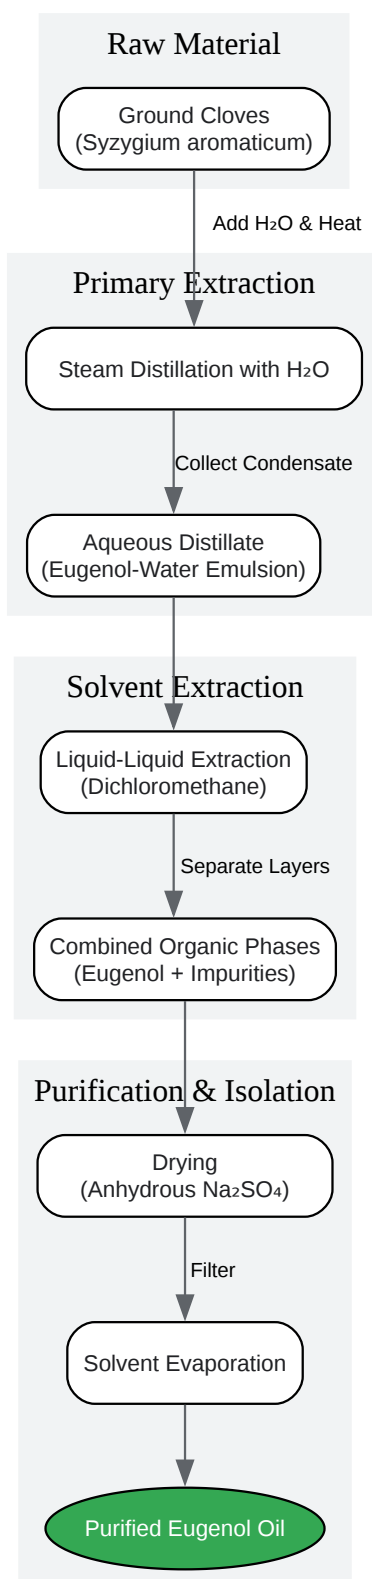 Raw Material
Ground Cloves
(Syzygium aromaticum)
Add H₂O & Heat
Primary Extraction
Steam Distillation with H₂O
Collect Condensate
Aqueous Distillate
(Eugenol-Water Emulsion)
Solvent Extraction
Liquid-Liquid Extraction
(Dichloromethane)
Separate Layers
Combined Organic Phases
(Eugenol + Impurities)
Purification & Isolation
Drying
(Anhydrous Na₂SO₄)
Filter
Solvent Evaporation
Purified Eugenol Oil